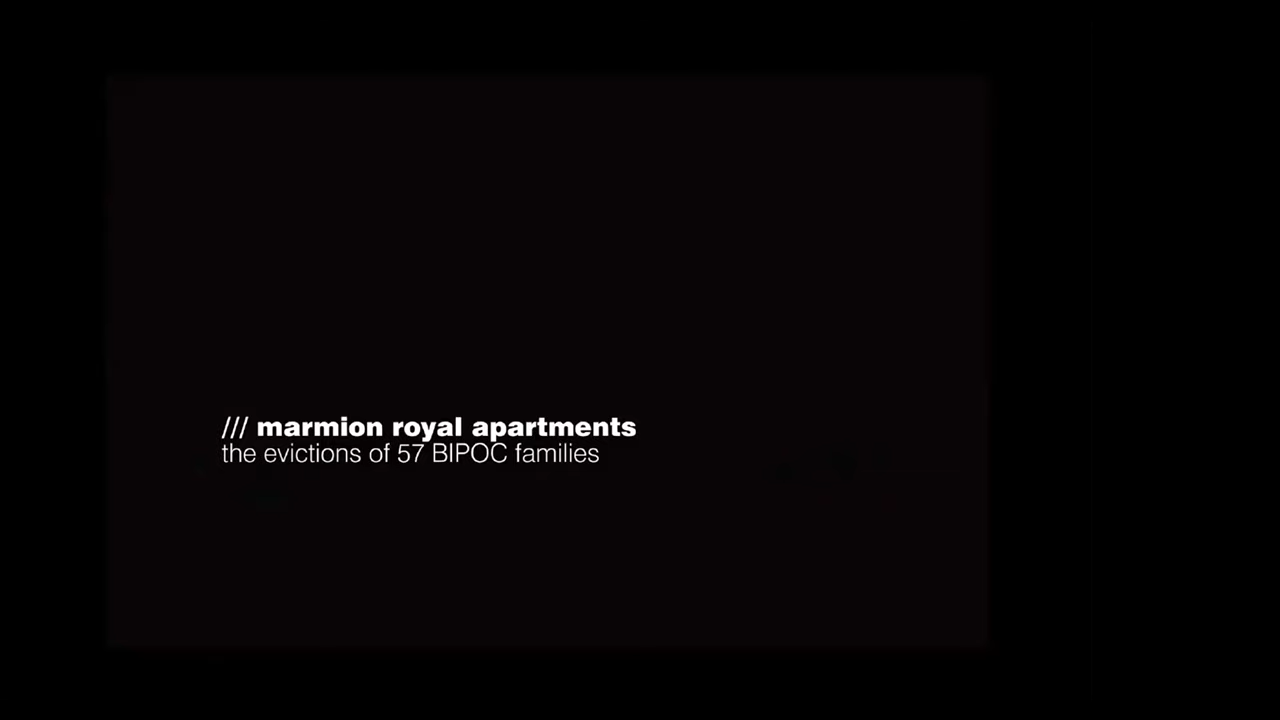 /// marmion royal apartments
the evictions of 57 BIPOC families